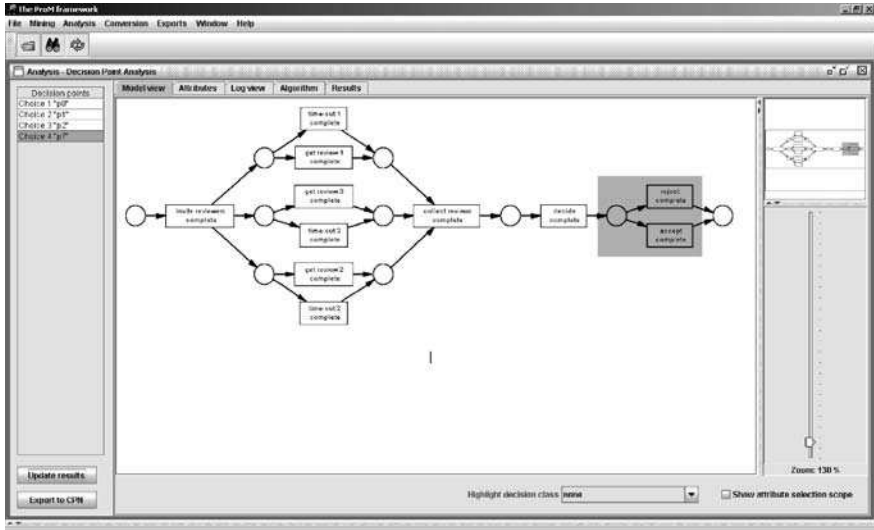 The ProM framework
File Mining Analysis Conversion Exports Window Help
Analysis - Decision Point Analysis
Decision points
Choice 1 "p0"
Choice 2 "p1"
Choice 3 "p2"
Choice 4 "p7"
Model view Attributes Log view Algorithm Results
time out 1
complete
get review 1
complete
get review 3
complete
invite reviewers
complete
time out 3
complete
collect reviews
complete
decide
complete
reject
complete
accept
complete
get review 2
complete
time out 2
complete
Update results
Export to CPN
Zoom: 130 %
Highlight decision class none
Show attribute selection scope